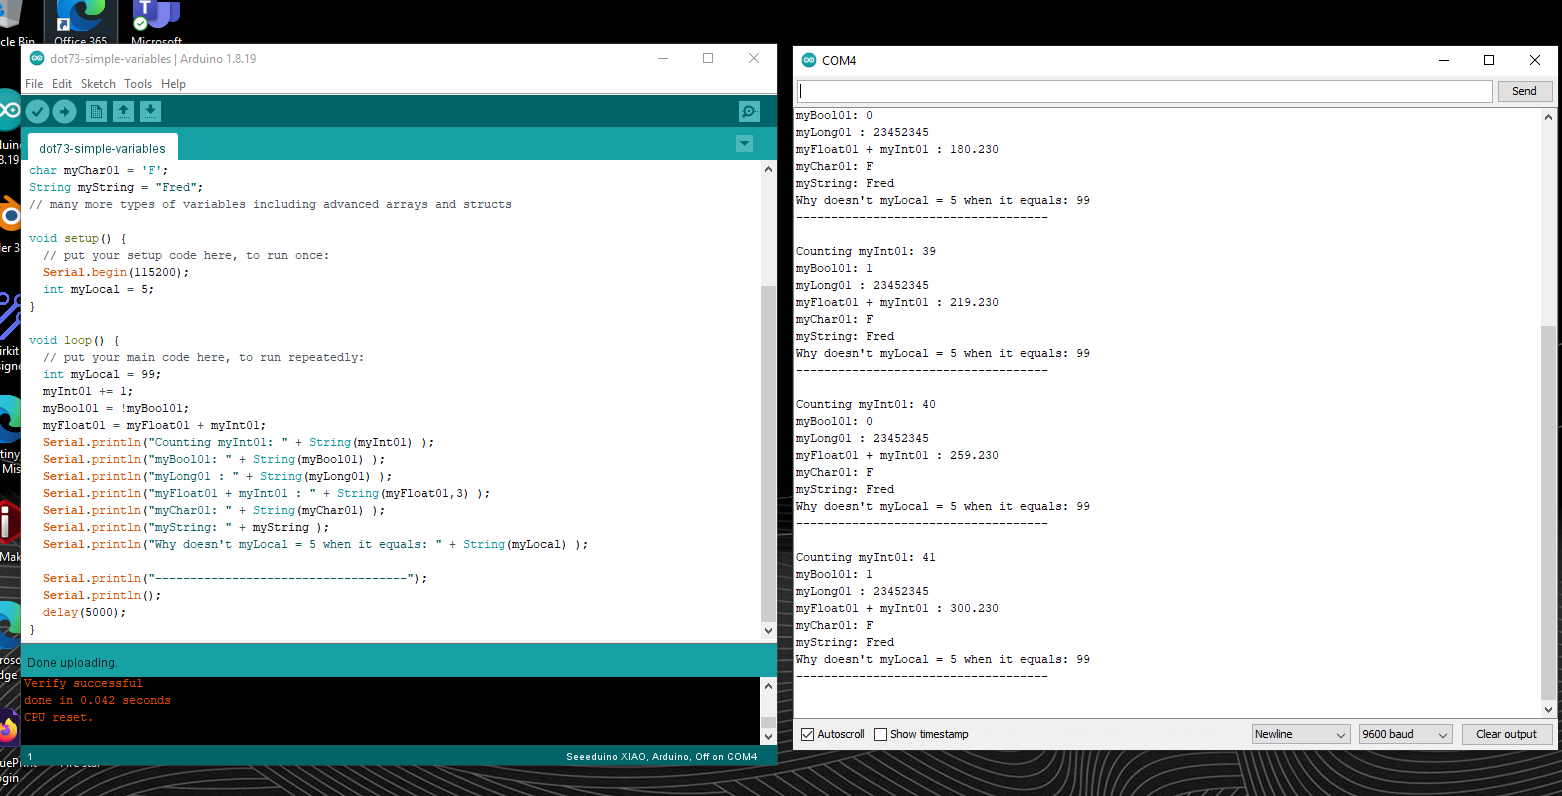 cle Bin
Office 365
Microsoft
dot73-simple-variables | Arduino 1.8.19
File Edit Sketch Tools Help
dot73-simple-variables
char myChar01 = 'F';
String myString = "Fred";
// many more types of variables including advanced arrays and structs
void setup() {
// put your setup code here, to run once:
Serial.begin(115200);
int myLocal = 5;
}
void loop() {
// put your main code here, to run repeatedly:
int myLocal = 99;
myInt01 += 1;
myBool01 = !myBool01;
myFloat01 = myFloat01 + myInt01;
Serial.println("Counting myInt01: " + String(myInt01) );
Serial.println("myBool01: " + String(myBool01) );
Serial.println("myLong01 : " + String(myLong01) );
Serial.println("myFloat01 + myInt01 : " + String(myFloat01,3) );
Serial.println("myChar01: " + String(myChar01) );
Serial.println("myString: " + myString );
Serial.println("Why doesn't myLocal = 5 when it equals: " + String(myLocal) );
Serial.println("------------------------------------");
Serial.println();
delay(5000);
}
Done uploading.
Verify successful
done in 0.042 seconds
CPU reset.
1
Seeeduino XIAO, Arduino, Off on COM4
COM4
Send
myBool01: 0
myLong01 : 23452345
myFloat01 + myInt01 : 180.230
myChar01: F
myString: Fred
Why doesn't myLocal = 5 when it equals: 99
------------------------------------
Counting myInt01: 39
myBool01: 1
myLong01 : 23452345
myFloat01 + myInt01 : 219.230
myChar01: F
myString: Fred
Why doesn't myLocal = 5 when it equals: 99
------------------------------------
Counting myInt01: 40
myBool01: 0
myLong01 : 23452345
myFloat01 + myInt01 : 259.230
myChar01: F
myString: Fred
Why doesn't myLocal = 5 when it equals: 99
------------------------------------
Counting myInt01: 41
myBool01: 1
myLong01 : 23452345
myFloat01 + myInt01 : 300.230
myChar01: F
myString: Fred
Why doesn't myLocal = 5 when it equals: 99
------------------------------------
Autoscroll Show timestamp Newline 9600 baud Clear output